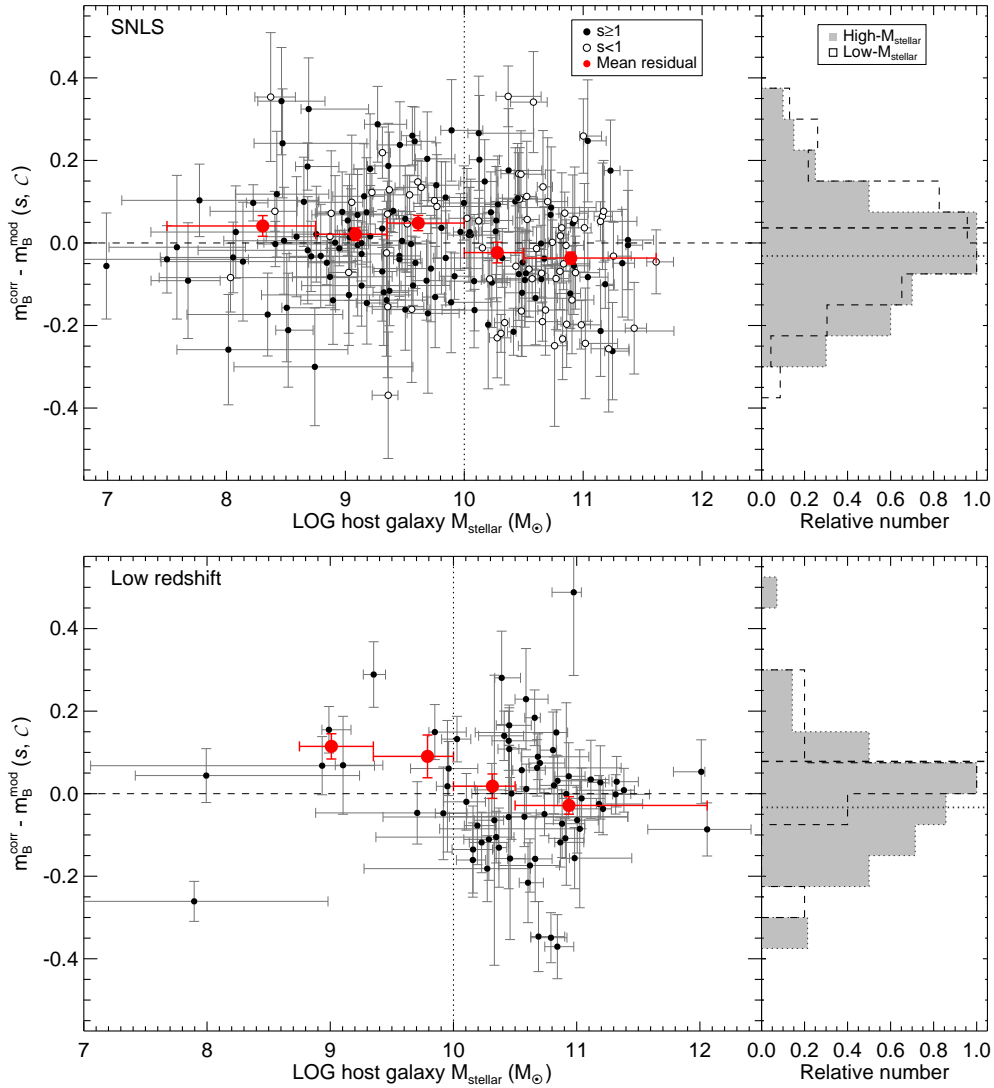 SNLS
s≥1
s<1
Mean residual
High-M_stellar
Low-M_stellar
0.4
0.2
0.0
-0.2
-0.4
m_B^corr - m_B^mod (s, C)
7 8 9 10 11 12
LOG host galaxy M_stellar (M_⊙)
0.0 0.2 0.4 0.6 0.8 1.0
Relative number
Low redshift
0.4
0.2
0.0
-0.2
-0.4
m_B^corr - m_B^mod (s, C)
7 8 9 10 11 12
LOG host galaxy M_stellar (M_⊙)
0.0 0.2 0.4 0.6 0.8 1.0
Relative number